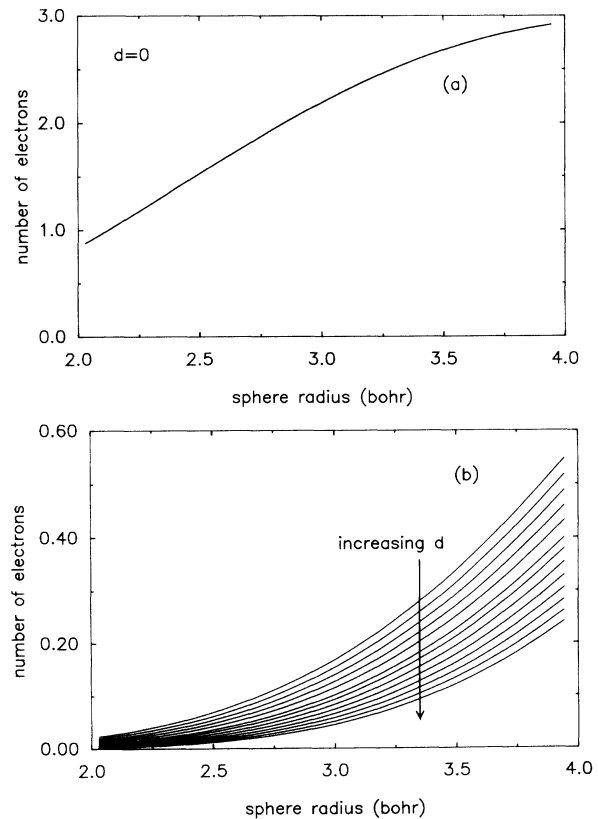 3.0
d=0
(a)
2.0
number of electrons
1.0
0.0
2.0 2.5 3.0 3.5 4.0
sphere radius (bohr)
0.60
(b)
0.40
increasing d
number of electrons
0.20
0.00
2.0 2.5 3.0 3.5 4.0
sphere radius (bohr)